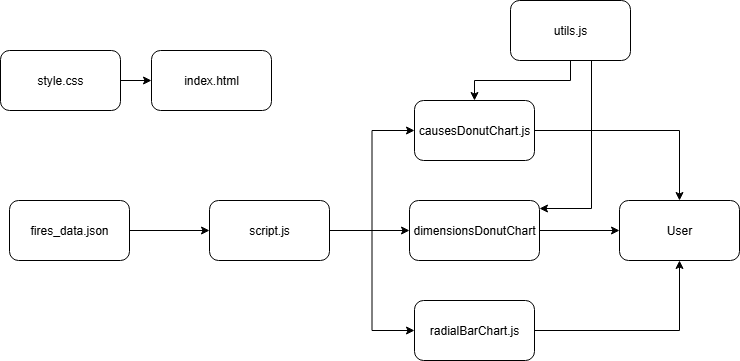 utils.js
style.css
index.html
causesDonutChart.js
fires_data.json
script.js
dimensionsDonutChart
User
radialBarChart.js